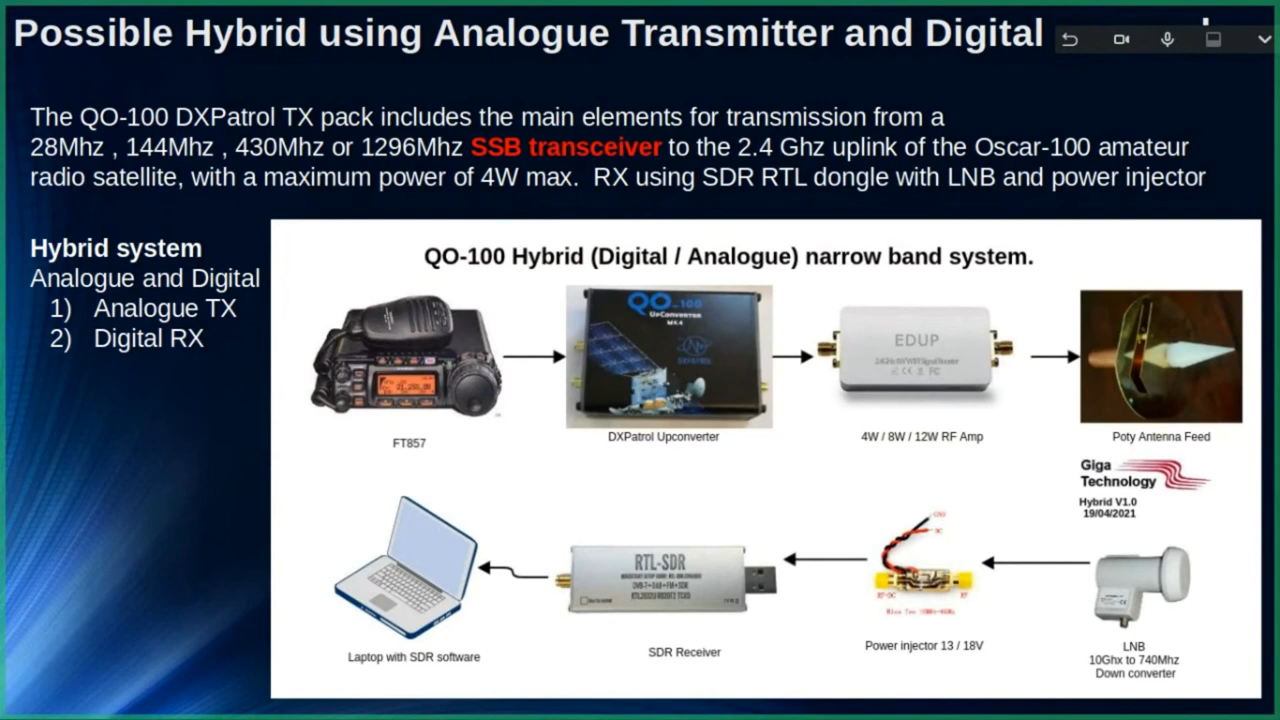 Possible Hybrid using Analogue Transmitter and Digital
The QO-100 DXPatrol TX pack includes the main elements for transmission from a
28Mhz , 144Mhz , 430Mhz or 1296Mhz SSB transceiver to the 2.4 Ghz uplink of the Oscar-100 amateur
radio satellite, with a maximum power of 4W max. RX using SDR RTL dongle with LNB and power injector
Hybrid system
Analogue and Digital
1) Analogue TX
2) Digital RX
QO-100 Hybrid (Digital / Analogue) narrow band system.
QO-100
UpConverter
EDUP
FT857
DXPatrol Upconverter
4W / 8W / 12W RF Amp
Poty Antenna Feed
Giga
Technology
Hybrid V1.0
19/04/2021
RTL-SDR
Laptop with SDR software
SDR Receiver
Power injector 13 / 18V
LNB
10Ghx to 740Mhz
Down converter